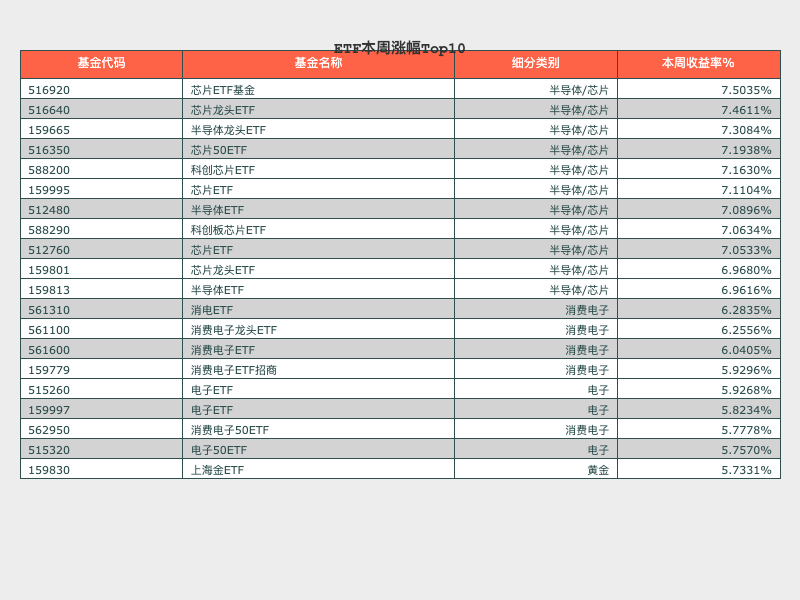 ETF本周涨幅Top10
基金代码 基金名称 细分类别 本周收益率%
516920 芯片ETF基金 半导体/芯片 7.5035%
516640 芯片龙头ETF 半导体/芯片 7.4611%
159665 半导体龙头ETF 半导体/芯片 7.3084%
516350 芯片50ETF 半导体/芯片 7.1938%
588200 科创芯片ETF 半导体/芯片 7.1630%
159995 芯片ETF 半导体/芯片 7.1104%
512480 半导体ETF 半导体/芯片 7.0896%
588290 科创板芯片ETF 半导体/芯片 7.0634%
512760 芯片ETF 半导体/芯片 7.0533%
159801 芯片龙头ETF 半导体/芯片 6.9680%
159813 半导体ETF 半导体/芯片 6.9616%
561310 消电ETF 消费电子 6.2835%
561100 消费电子龙头ETF 消费电子 6.2556%
561600 消费电子ETF 消费电子 6.0405%
159779 消费电子ETF招商 消费电子 5.9296%
515260 电子ETF 电子 5.9268%
159997 电子ETF 电子 5.8234%
562950 消费电子50ETF 消费电子 5.7778%
515320 电子50ETF 电子 5.7570%
159830 上海金ETF 黄金 5.7331%